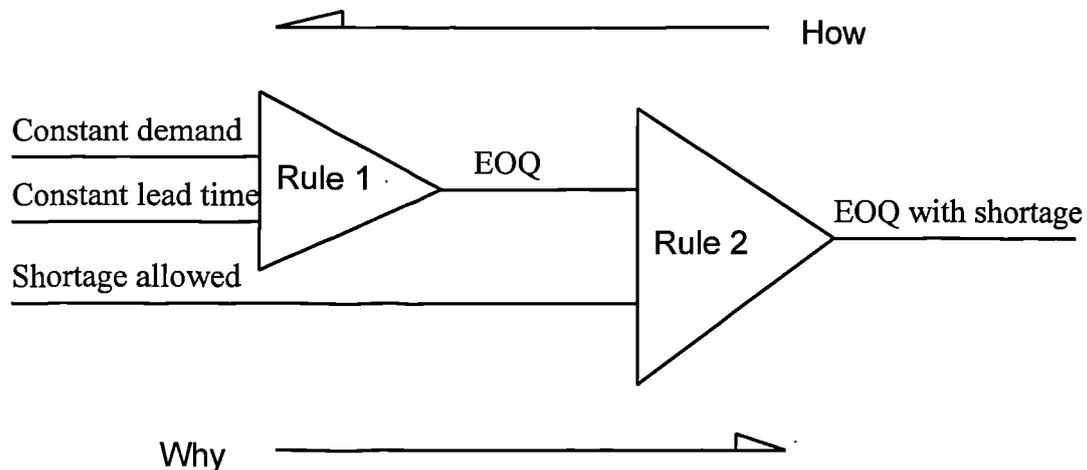 How
Constant demand
Constant lead time
Rule 1
EOQ
Shortage allowed
Rule 2
EOQ with shortage
Why